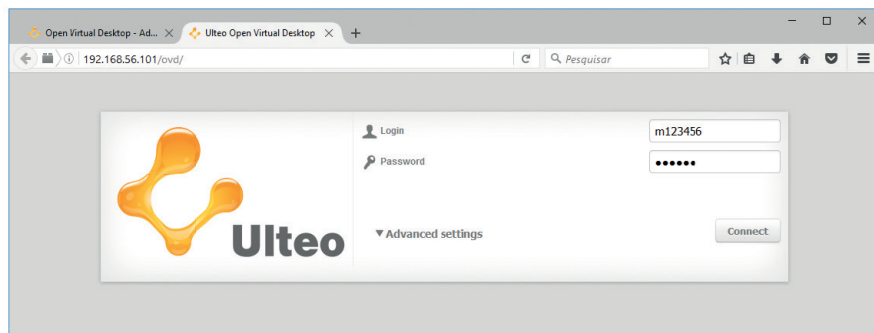 Open Virtual Desktop - Ad...
Ulteo Open Virtual Desktop
192.168.56.101/ovd/
Pesquisar
Login
m123456
Password
••••••
Ulteo
Advanced settings
Connect